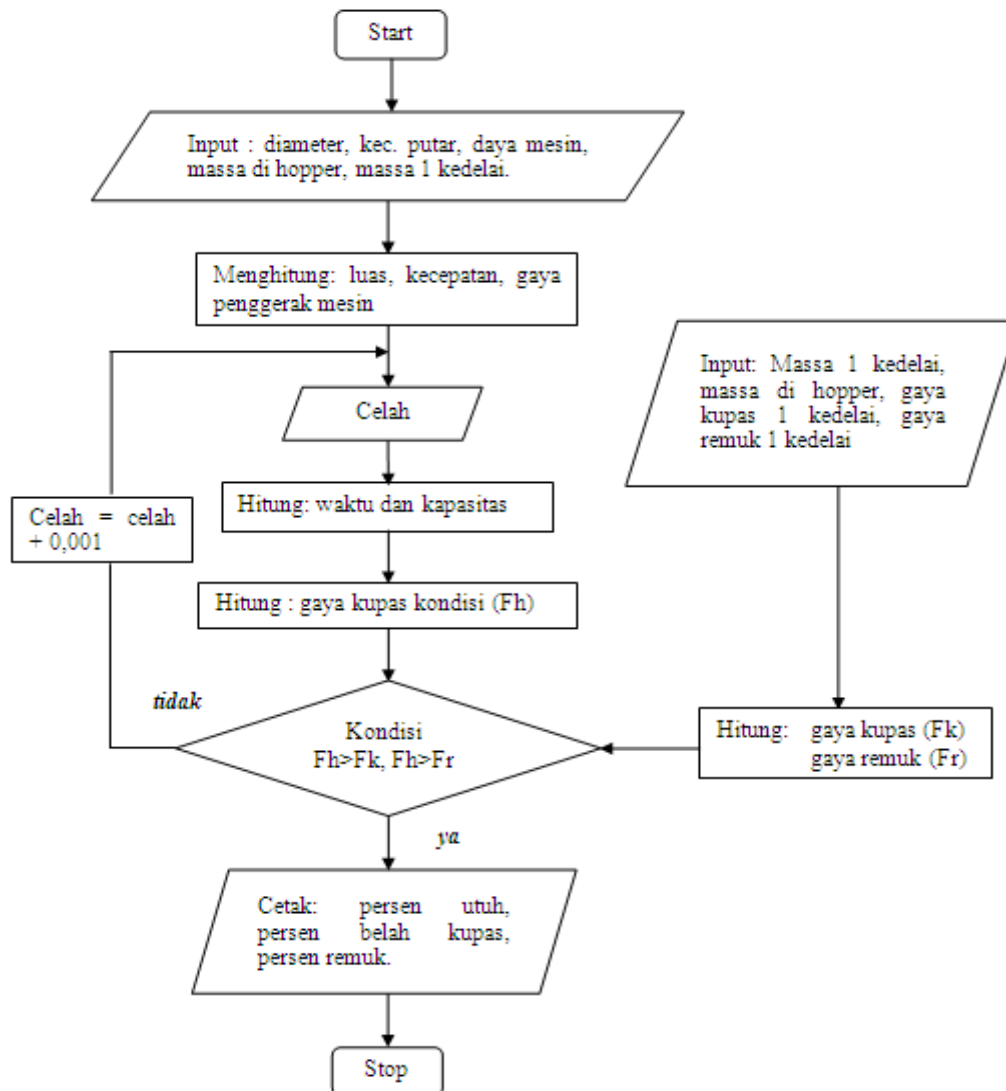 Start
Input : diameter, kec. putar, daya mesin,
massa di hopper, massa 1 kedelai.
Menghitung: luas, kecepatan, gaya
penggerak mesin
Input: Massa 1 kedelai,
massa di hopper, gaya
kupas 1 kedelai, gaya
remuk 1 kedelai
Celah
Hitung: waktu dan kapasitas
Celah = celah
+ 0,001
Hitung : gaya kupas kondisi (Fh)
tidak
Kondisi
Fh>Fk, Fh>Fr
Hitung: gaya kupas (Fk)
gaya remuk (Fr)
ya
Cetak: persen utuh,
persen belah kupas,
persen remuk.
Stop